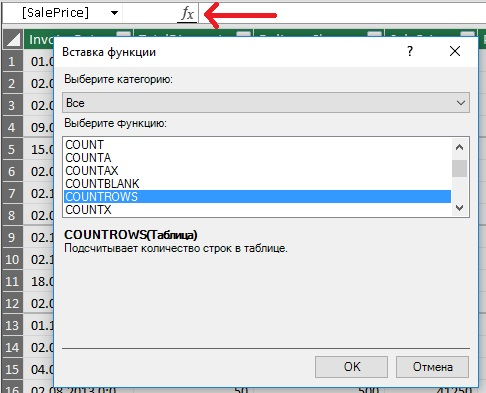 [SalePrice]
fx
Вставка функции
Выберите категорию:
Все
Выберите функцию:
COUNT
COUNTA
COUNTAX
COUNTBLANK
COUNTROWS
COUNTX
COUNTROWS(Таблица)
Подсчитывает количество строк в таблице.
OK
Отмена
1 01.0
2 02.0
3 02.0
4 09.0
5 15.0
6 02.0
7 02.1
8 02.0
9 02.1
10 02.1
11 18.0
12 02.0
13 01.1
14 02.0
15 04.0
16 02.08.2013 0:0 50 500 41250